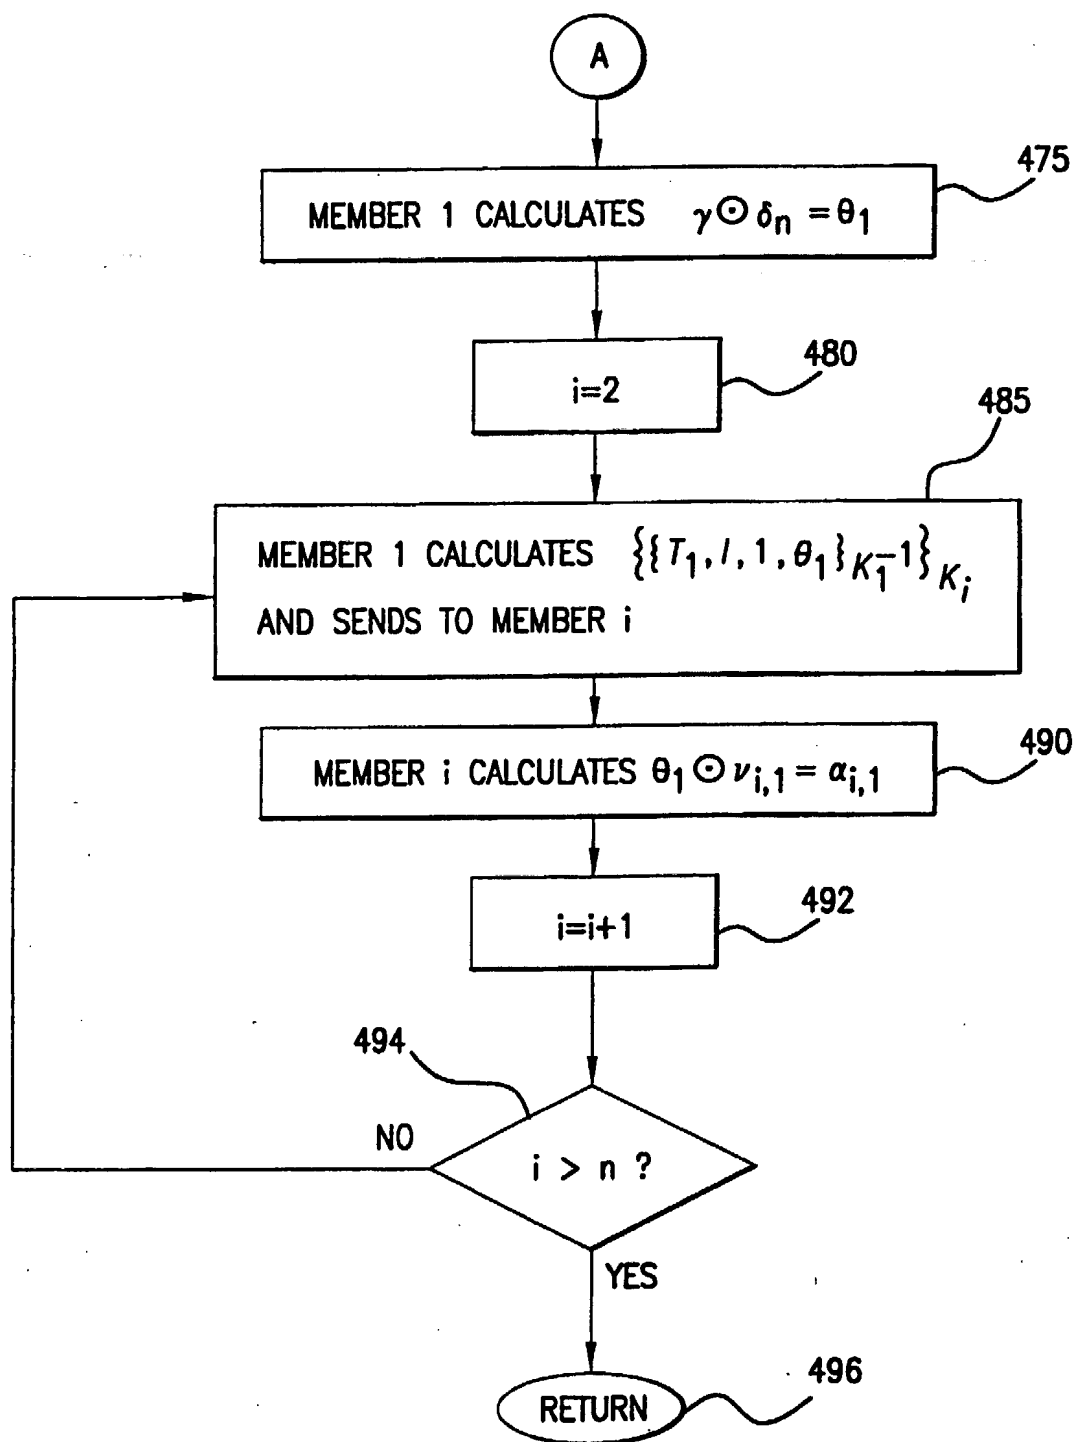 A
475
MEMBER 1 CALCULATES γ ⊙ δn = θ1
480
i=2
485
MEMBER 1 CALCULATES {{T1, I, 1, θ1}K1^-1}Ki
AND SENDS TO MEMBER i
490
MEMBER i CALCULATES θ1 ⊙ νi,1 = αi,1
492
i=i+1
494
NO
i > n ?
YES
496
RETURN